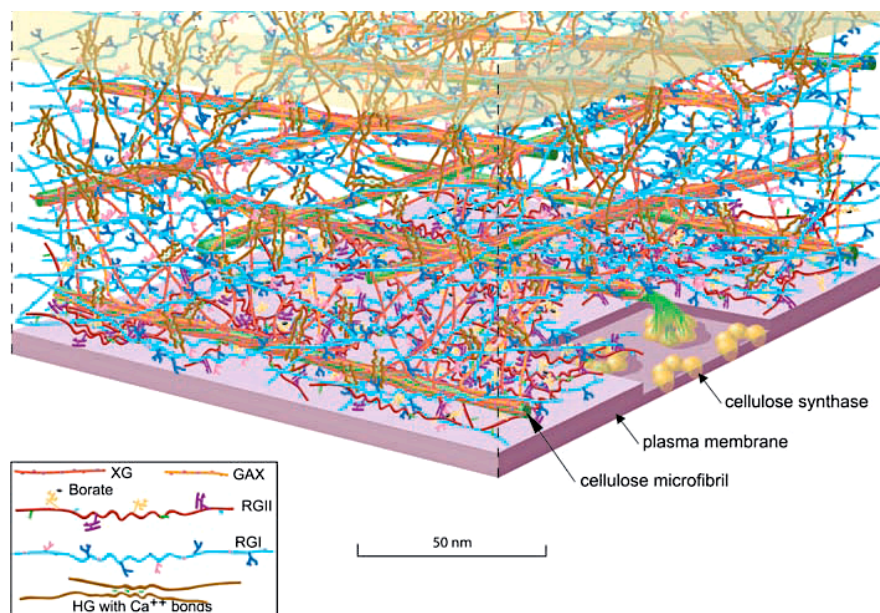 cellulose synthase
plasma membrane
cellulose microfibril
XG
GAX
- Borate
RGII
RGI
HG with Ca++ bonds
50 nm